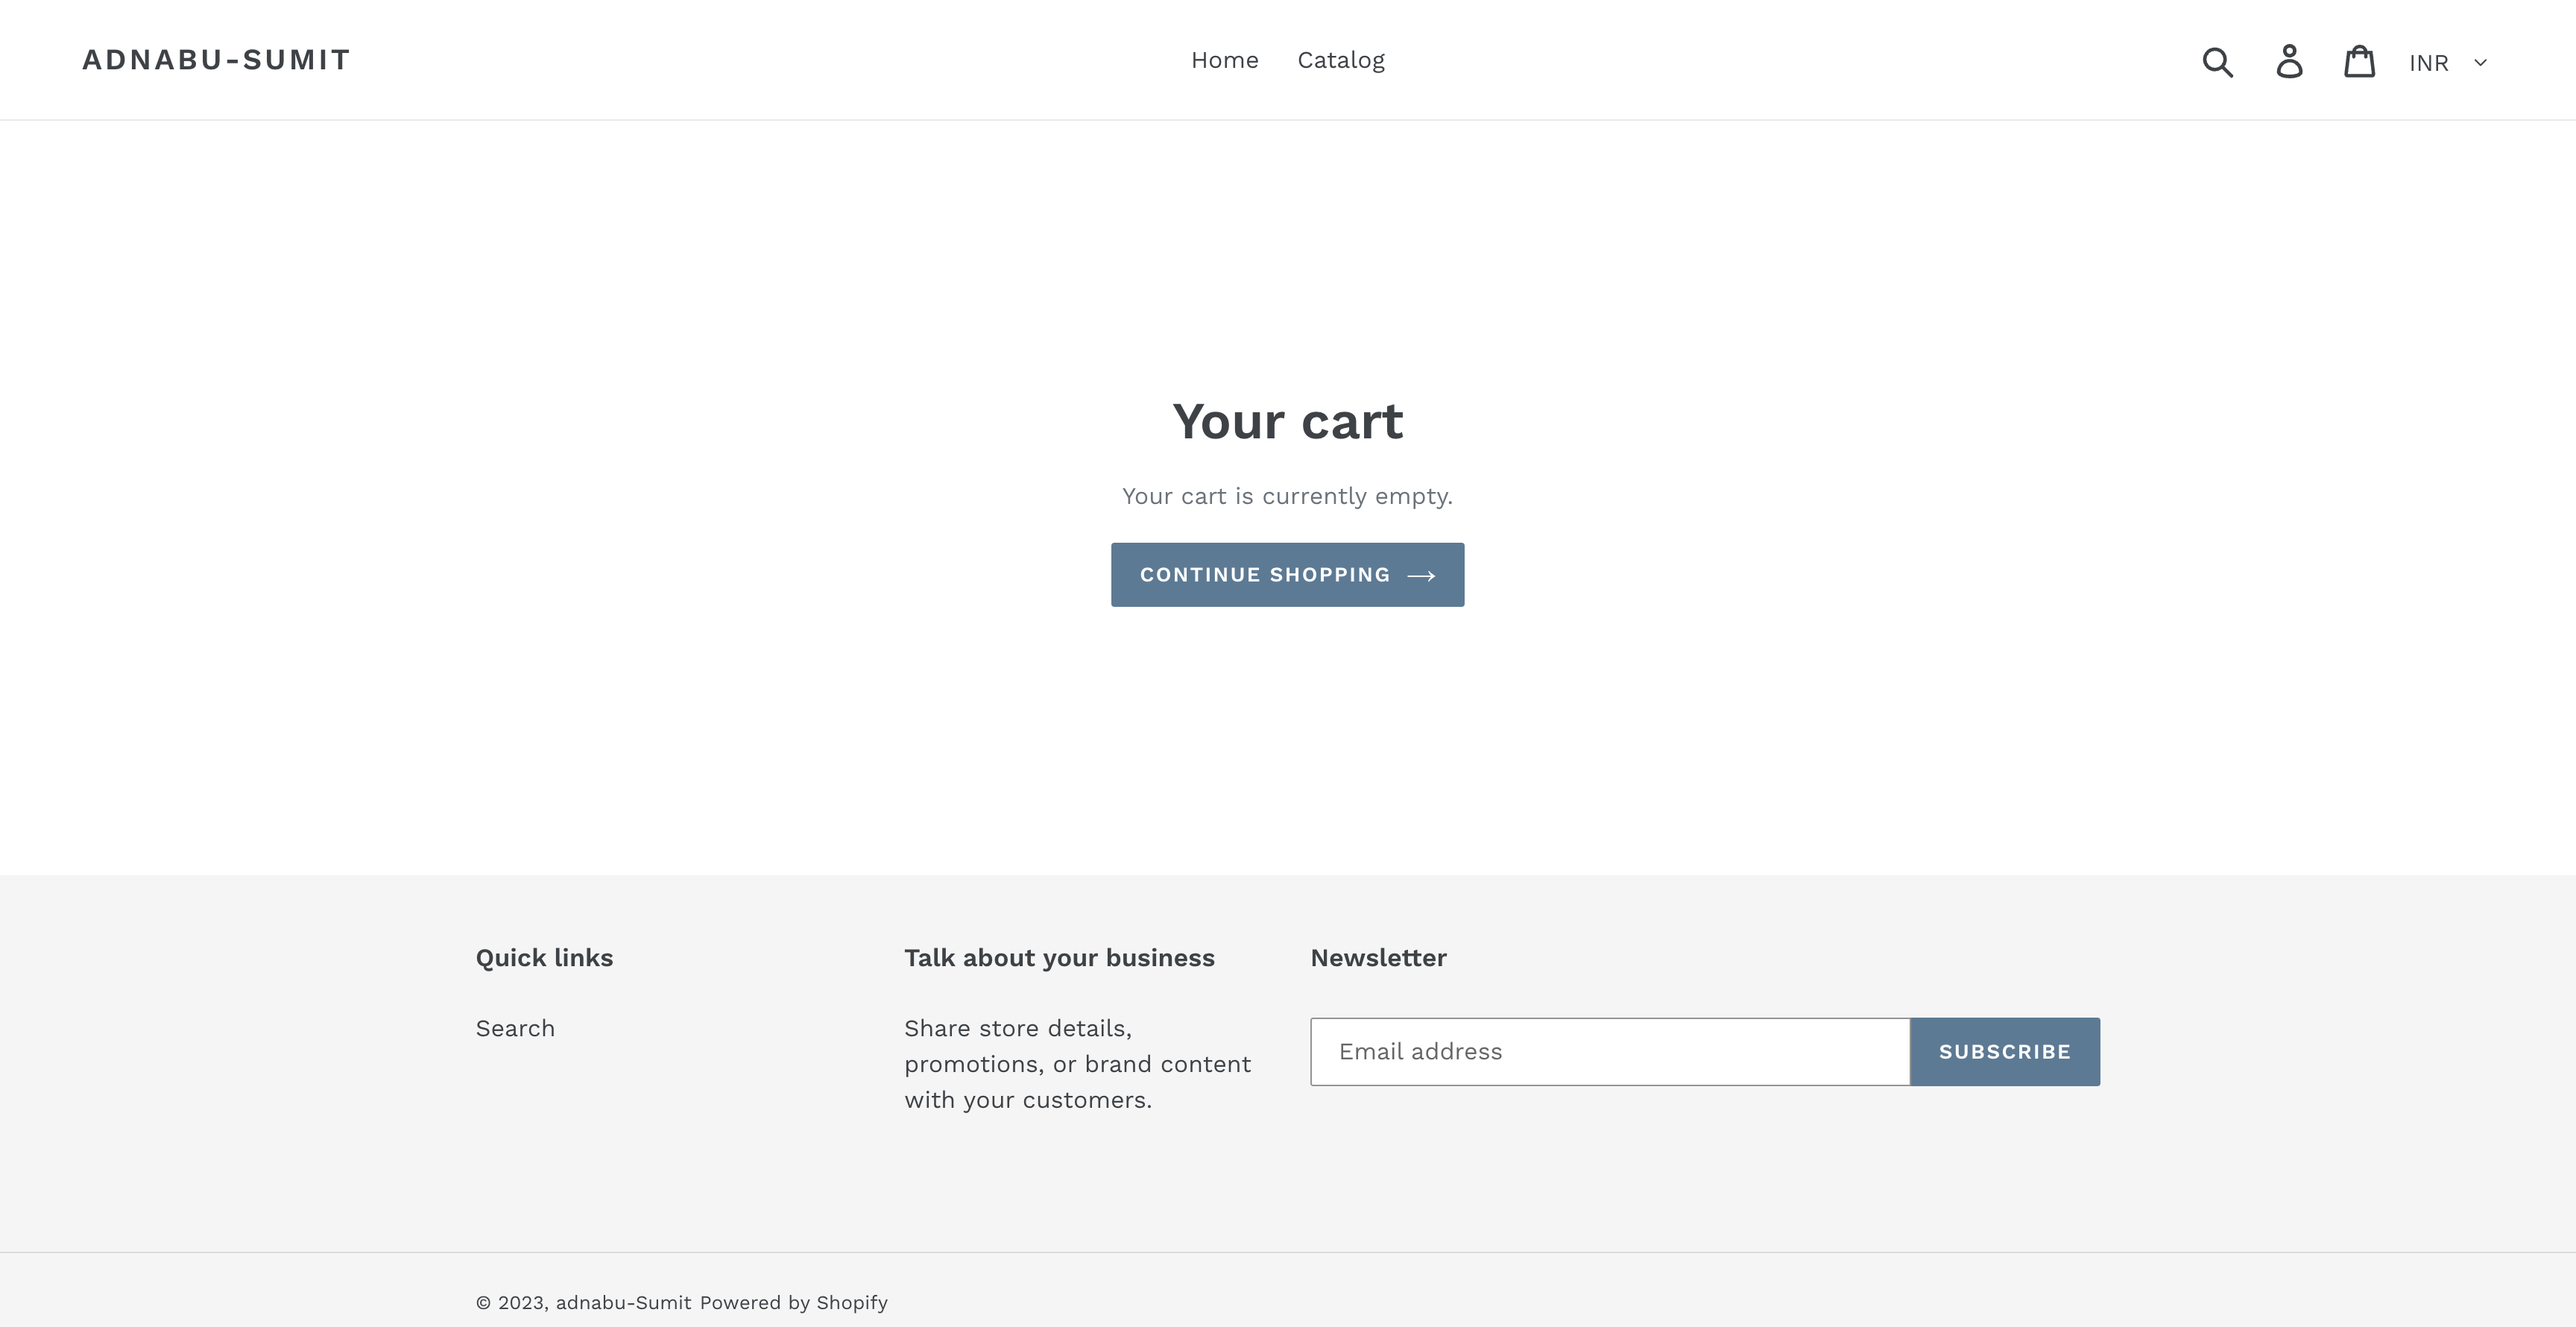 ADNABU-SUMIT
Home Catalog
INR
Your cart
Your cart is currently empty.
CONTINUE SHOPPING →
Quick links
Search
Talk about your business
Share store details,
promotions, or brand content
with your customers.
Newsletter
Email address
SUBSCRIBE
© 2023, adnabu-Sumit Powered by Shopify